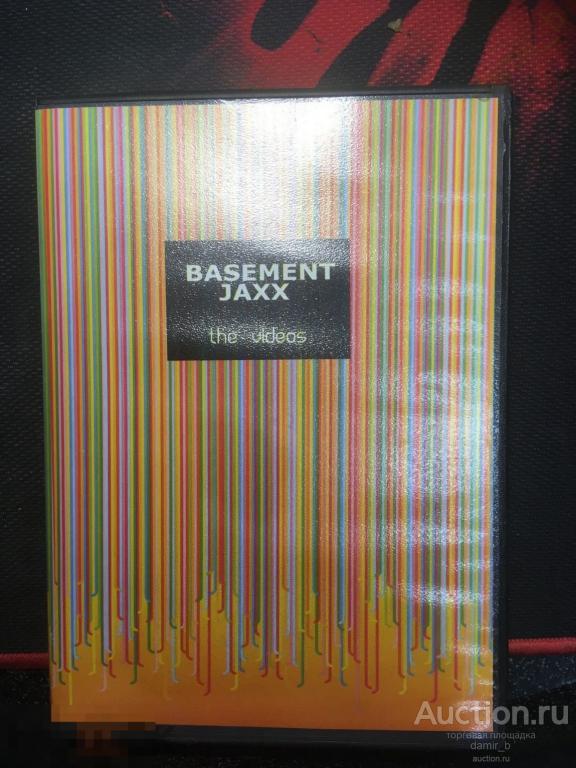 BASEMENT
JAXX
the videos
Auction.ru
торговая площадка
damir_b
auction.ru